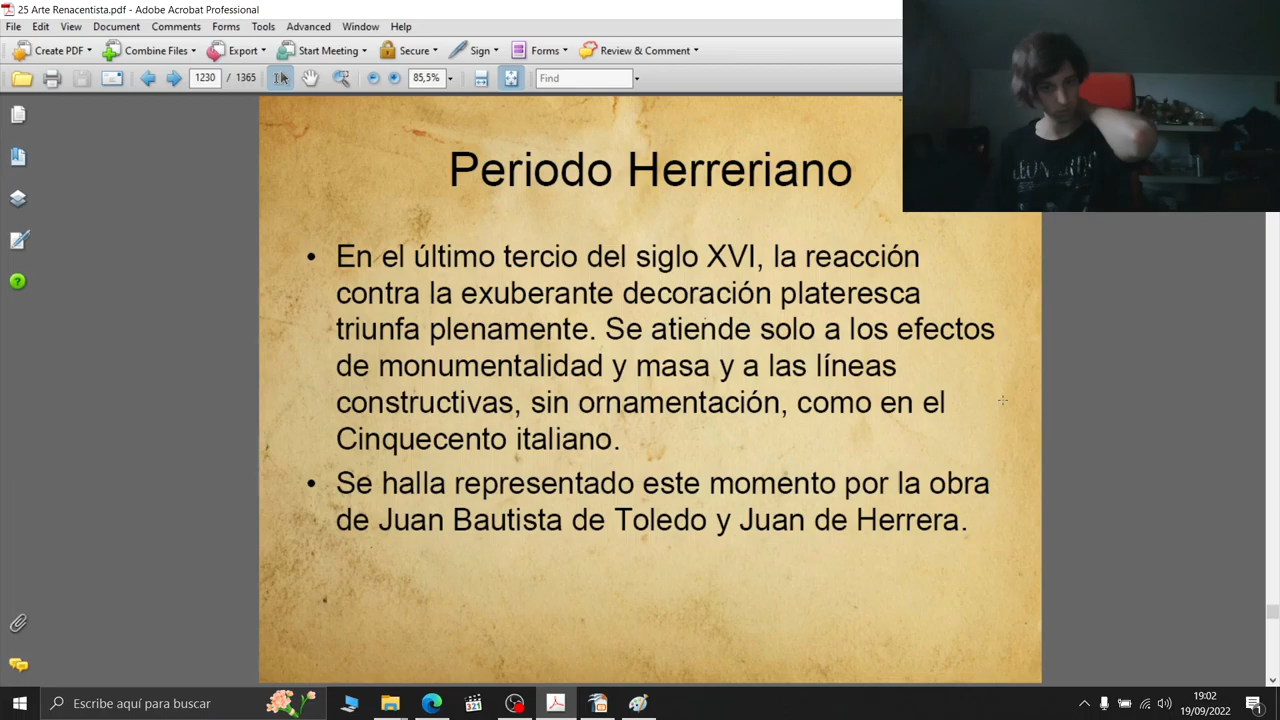 25 Arte Renacentista.pdf - Adobe Acrobat Professional
File Edit View Document Comments Forms Tools Advanced Window Help
Create PDF Combine Files Export Start Meeting Secure Sign Forms Review & Comment
1230 / 1365 85,5% Find
Periodo Herreriano
• En el último tercio del siglo XVI, la reacción
contra la exuberante decoración plateresca
triunfa plenamente. Se atiende solo a los efectos
de monumentalidad y masa y a las líneas
constructivas, sin ornamentación, como en el
Cinquecento italiano.
• Se halla representado este momento por la obra
de Juan Bautista de Toledo y Juan de Herrera.
Escribe aquí para buscar
321
19:02
19/09/2022
1